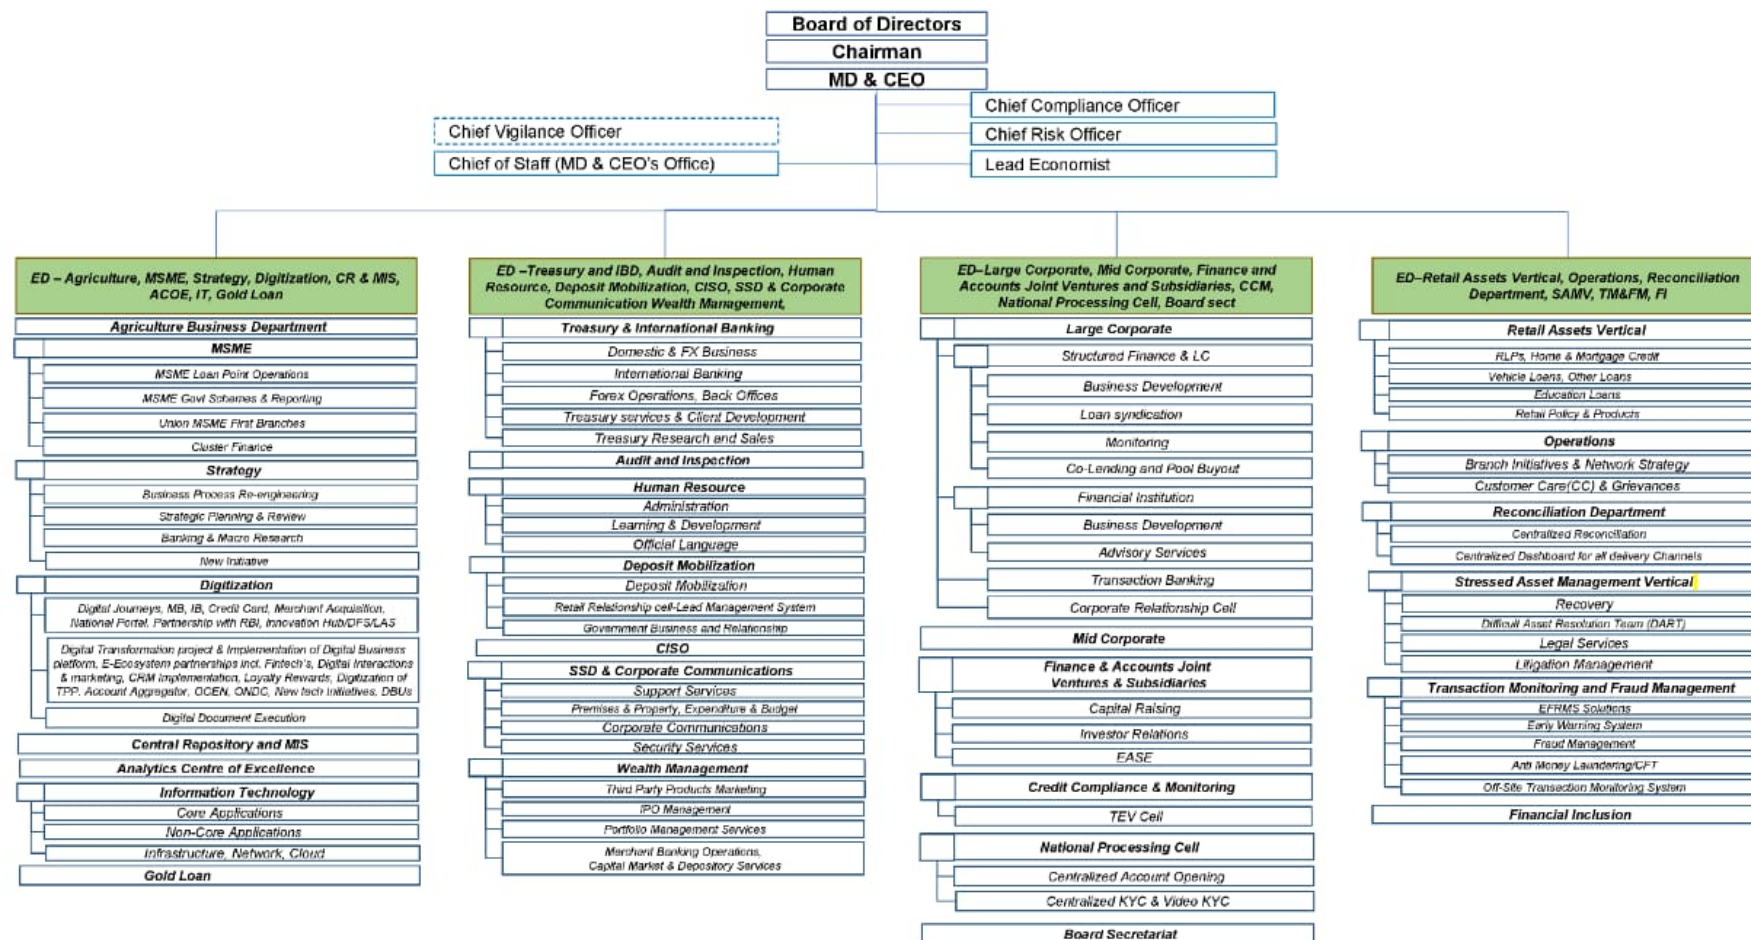 Board of Directors
Chairman
MD & CEO
Chief Compliance Officer
Chief Vigilance Officer
Chief Risk Officer
Chief of Staff (MD & CEO's Office)
Lead Economist
ED – Agriculture, MSME, Strategy, Digitization, CR & MIS,
ACOE, IT, Gold Loan
Agriculture Business Department
MSME
MSME Loan Point Operations
MSME Govt Schemes & Reporting
Union MSME First Branches
Cluster Finance
Strategy
Business Process Re-engineering
Strategic Planning & Review
Banking & Macro Research
New Initiative
Digitization
Digital Journeys, MB, IB, Credit Card, Merchant Acquisition,
National Portal, Partnership with RBI, Innovation Hub/DFS/LAS
Digital Transformation project & Implementation of Digital Business
platform, E-Ecosystem partnerships incl. Fintech's, Digital Interactions
& marketing, CRM Implementation, Loyalty Rewards, Digitization of
TPP. Account Aggregator, OCEN, ONDC, New tech Initiatives, DBUs
Digital Document Execution
Central Repository and MIS
Analytics Centre of Excellence
Information Technology
Core Applications
Non-Core Applications
Infrastructure, Network, Cloud
Gold Loan
ED –Treasury and IBD, Audit and Inspection, Human
Resource, Deposit Mobilization, CISO, SSD & Corporate
Communication Wealth Management,
Treasury & International Banking
Domestic & FX Business
International Banking
Forex Operations, Back Offices
Treasury services & Client Development
Treasury Research and Sales
Audit and Inspection
Human Resource
Administration
Learning & Development
Official Language
Deposit Mobilization
Deposit Mobilization
Retail Relationship cell-Lead Management System
Government Business and Relationship
CISO
SSD & Corporate Communications
Support Services
Premises & Property, Expenditure & Budget
Corporate Communications
Security Services
Wealth Management
Third Party Products Marketing
IPO Management
Portfolio Management Services
Merchant Banking Operations,
Capital Market & Depository Services
ED–Large Corporate, Mid Corporate, Finance and
Accounts Joint Ventures and Subsidiaries, CCM,
National Processing Cell, Board sect
Large Corporate
Structured Finance & LC
Business Development
Loan syndication
Monitoring
Co-Lending and Pool Buyout
Financial Institution
Business Development
Advisory Services
Transaction Banking
Corporate Relationship Cell
Mid Corporate
Finance & Accounts Joint
Ventures & Subsidiaries
Capital Raising
Investor Relations
EASE
Credit Compliance & Monitoring
TEV Cell
National Processing Cell
Centralized Account Opening
Centralized KYC & Video KYC
Board Secretariat
ED–Retail Assets Vertical, Operations, Reconciliation
Department, SAMV, TM&FM, FI
Retail Assets Vertical
RLPs, Home & Mortgage Credit
Vehicle Loans, Other Loans
Education Loans
Retail Policy & Products
Operations
Branch Initiatives & Network Strategy
Customer Care(CC) & Grievances
Reconciliation Department
Centralized Reconciliation
Centralized Dashboard for all delivery Channels
Stressed Asset Management Vertical
Recovery
Difficult Asset Resolution Team (DART)
Legal Services
Litigation Management
Transaction Monitoring and Fraud Management
EFRMS Solutions
Early Warning System
Fraud Management
Anti Money Laundering/CFT
Off-Site Transaction Monitoring System
Financial Inclusion